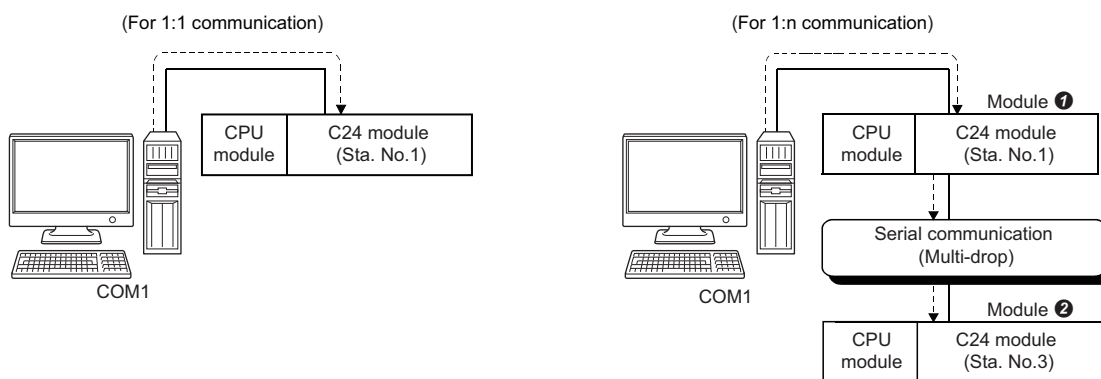 (For 1:1 communication)
CPU
module
C24 module
(Sta. No.1)
COM1
(For 1:n communication)
Module ❶
CPU
module
C24 module
(Sta. No.1)
Serial communication
(Multi-drop)
COM1
Module ❷
CPU
module
C24 module
(Sta. No.3)